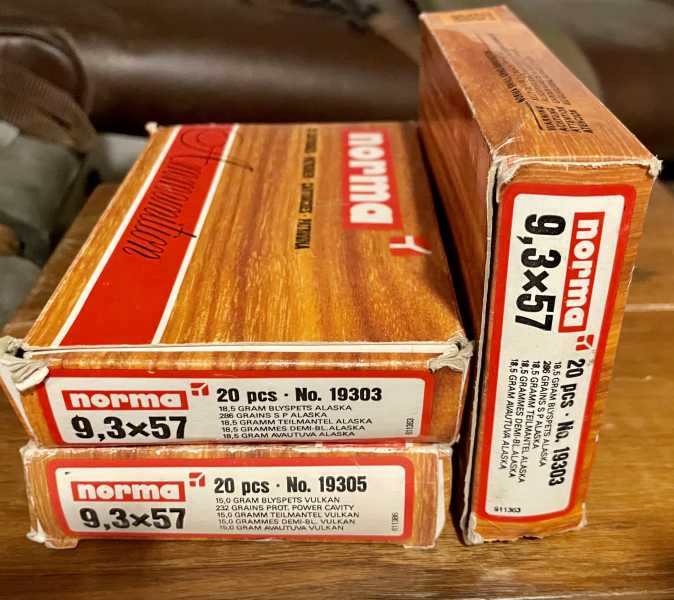 Ammunition
norma
norma
20 pcs · No. 19303
9,3×57
18,5 GRAM BLYSPETS ALASKA
286 GRAINS S P ALASKA
18,5 GRAMM TEILMANTEL ALASKA
18,5 GRAMMES DEMI-BL. ALASKA
18,5 GRAM AVAUTUVA ALASKA
611363
norma
20 pcs · No. 19305
9,3×57
15,0 GRAM BLYSPETS VULKAN
232 GRAINS PROT. POWER CAVITY
15,0 GRAMM TEILMANTEL VULKAN
15,0 GRAMMES DEMI-BL. VULKAN
15,0 GRAM AVAUTUVA VULKAN
norma
9,3×57
20 pcs · No. 19303
18,5 GRAM BLYSPETS ALASKA
286 GRAINS S P ALASKA
18,5 GRAMM TEILMANTEL ALASKA
18,5 GRAMMES DEMI-BL. ALASKA
18,5 GRAM AVAUTUVA ALASKA
611363